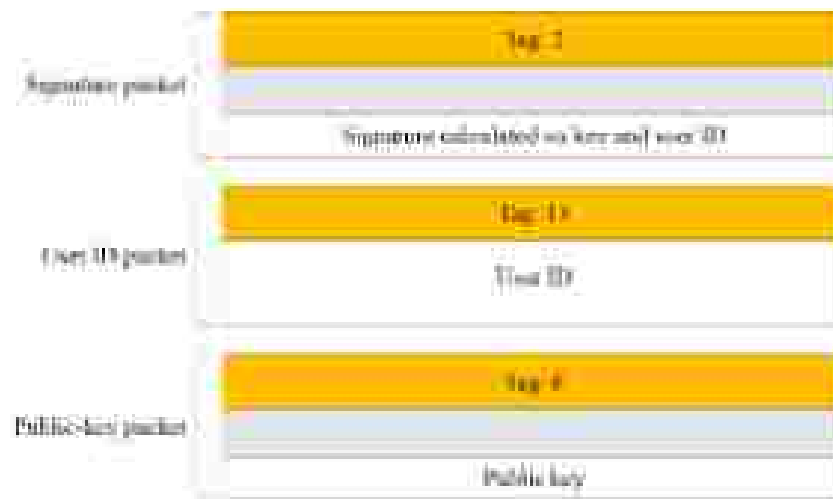 Tag: 2
Signature packet
Signature calculated on key and user ID
Tag: 13
User ID packet
User ID
Tag: 6
Public-key packet
Public key